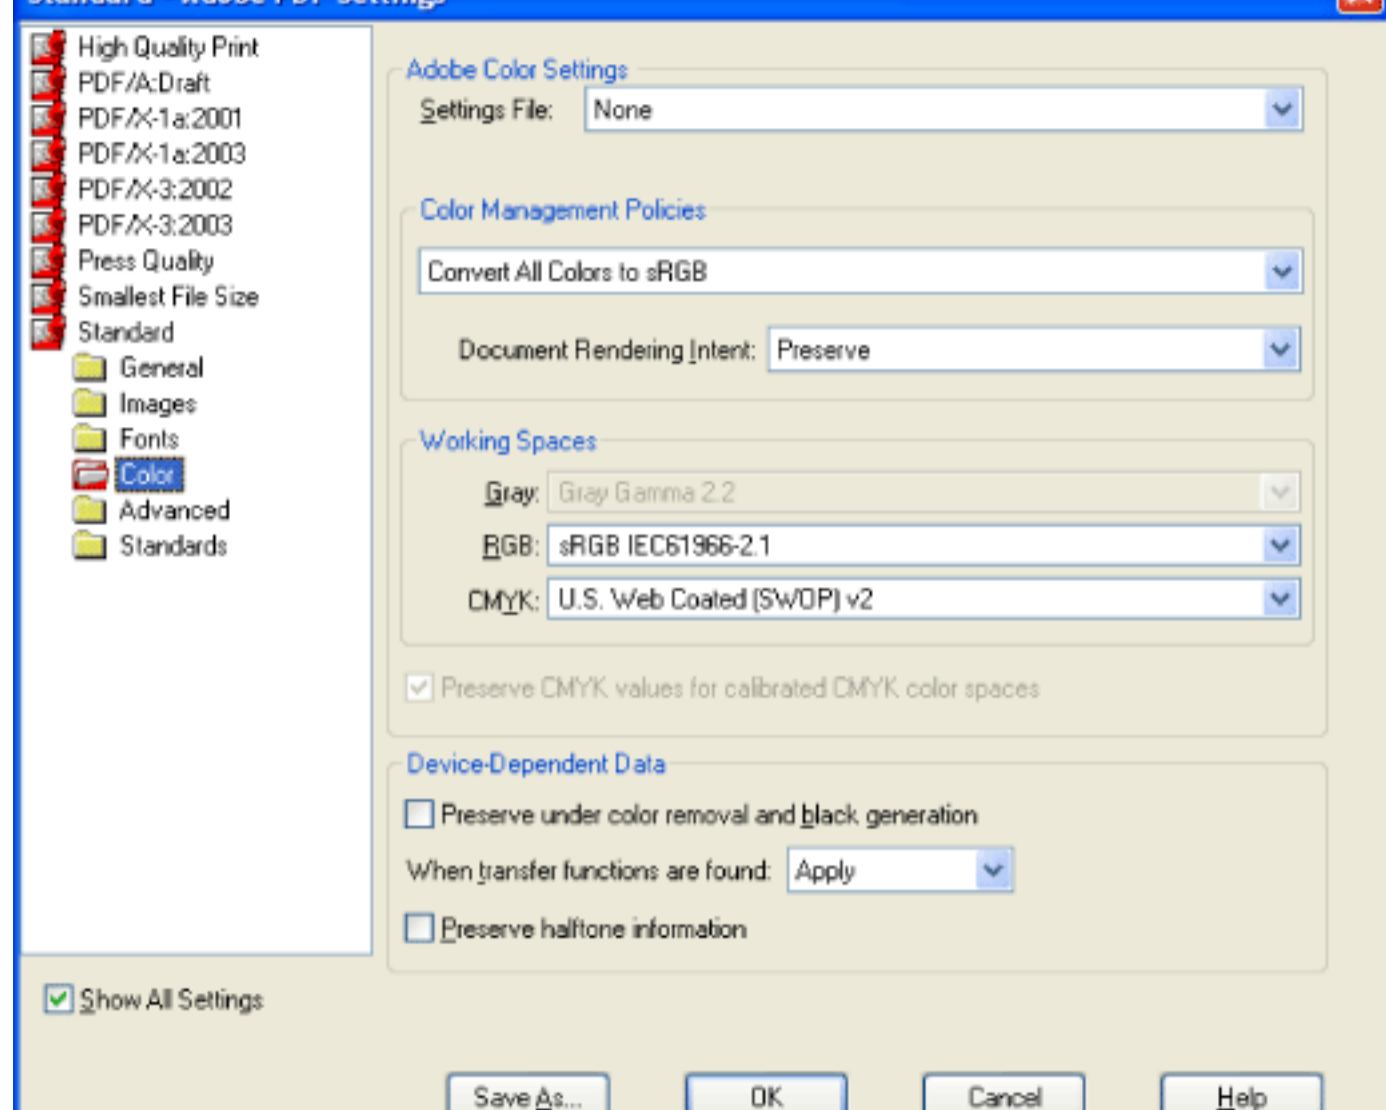 Standard - Adobe PDF Settings
High Quality Print
PDF/A:Draft
PDF/X-1a:2001
PDF/X-1a:2003
PDF/X-3:2002
PDF/X-3:2003
Press Quality
Smallest File Size
Standard
General
Images
Fonts
Color
Advanced
Standards
Show All Settings
Adobe Color Settings
Settings File: None
Color Management Policies
Convert All Colors to sRGB
Document Rendering Intent: Preserve
Working Spaces
Gray: Gray Gamma 2.2
RGB: sRGB IEC61966-2.1
CMYK: U.S. Web Coated (SWOP) v2
Preserve CMYK values for calibrated CMYK color spaces
Device-Dependent Data
Preserve under color removal and black generation
When transfer functions are found: Apply
Preserve halftone information
Save As... OK Cancel Help